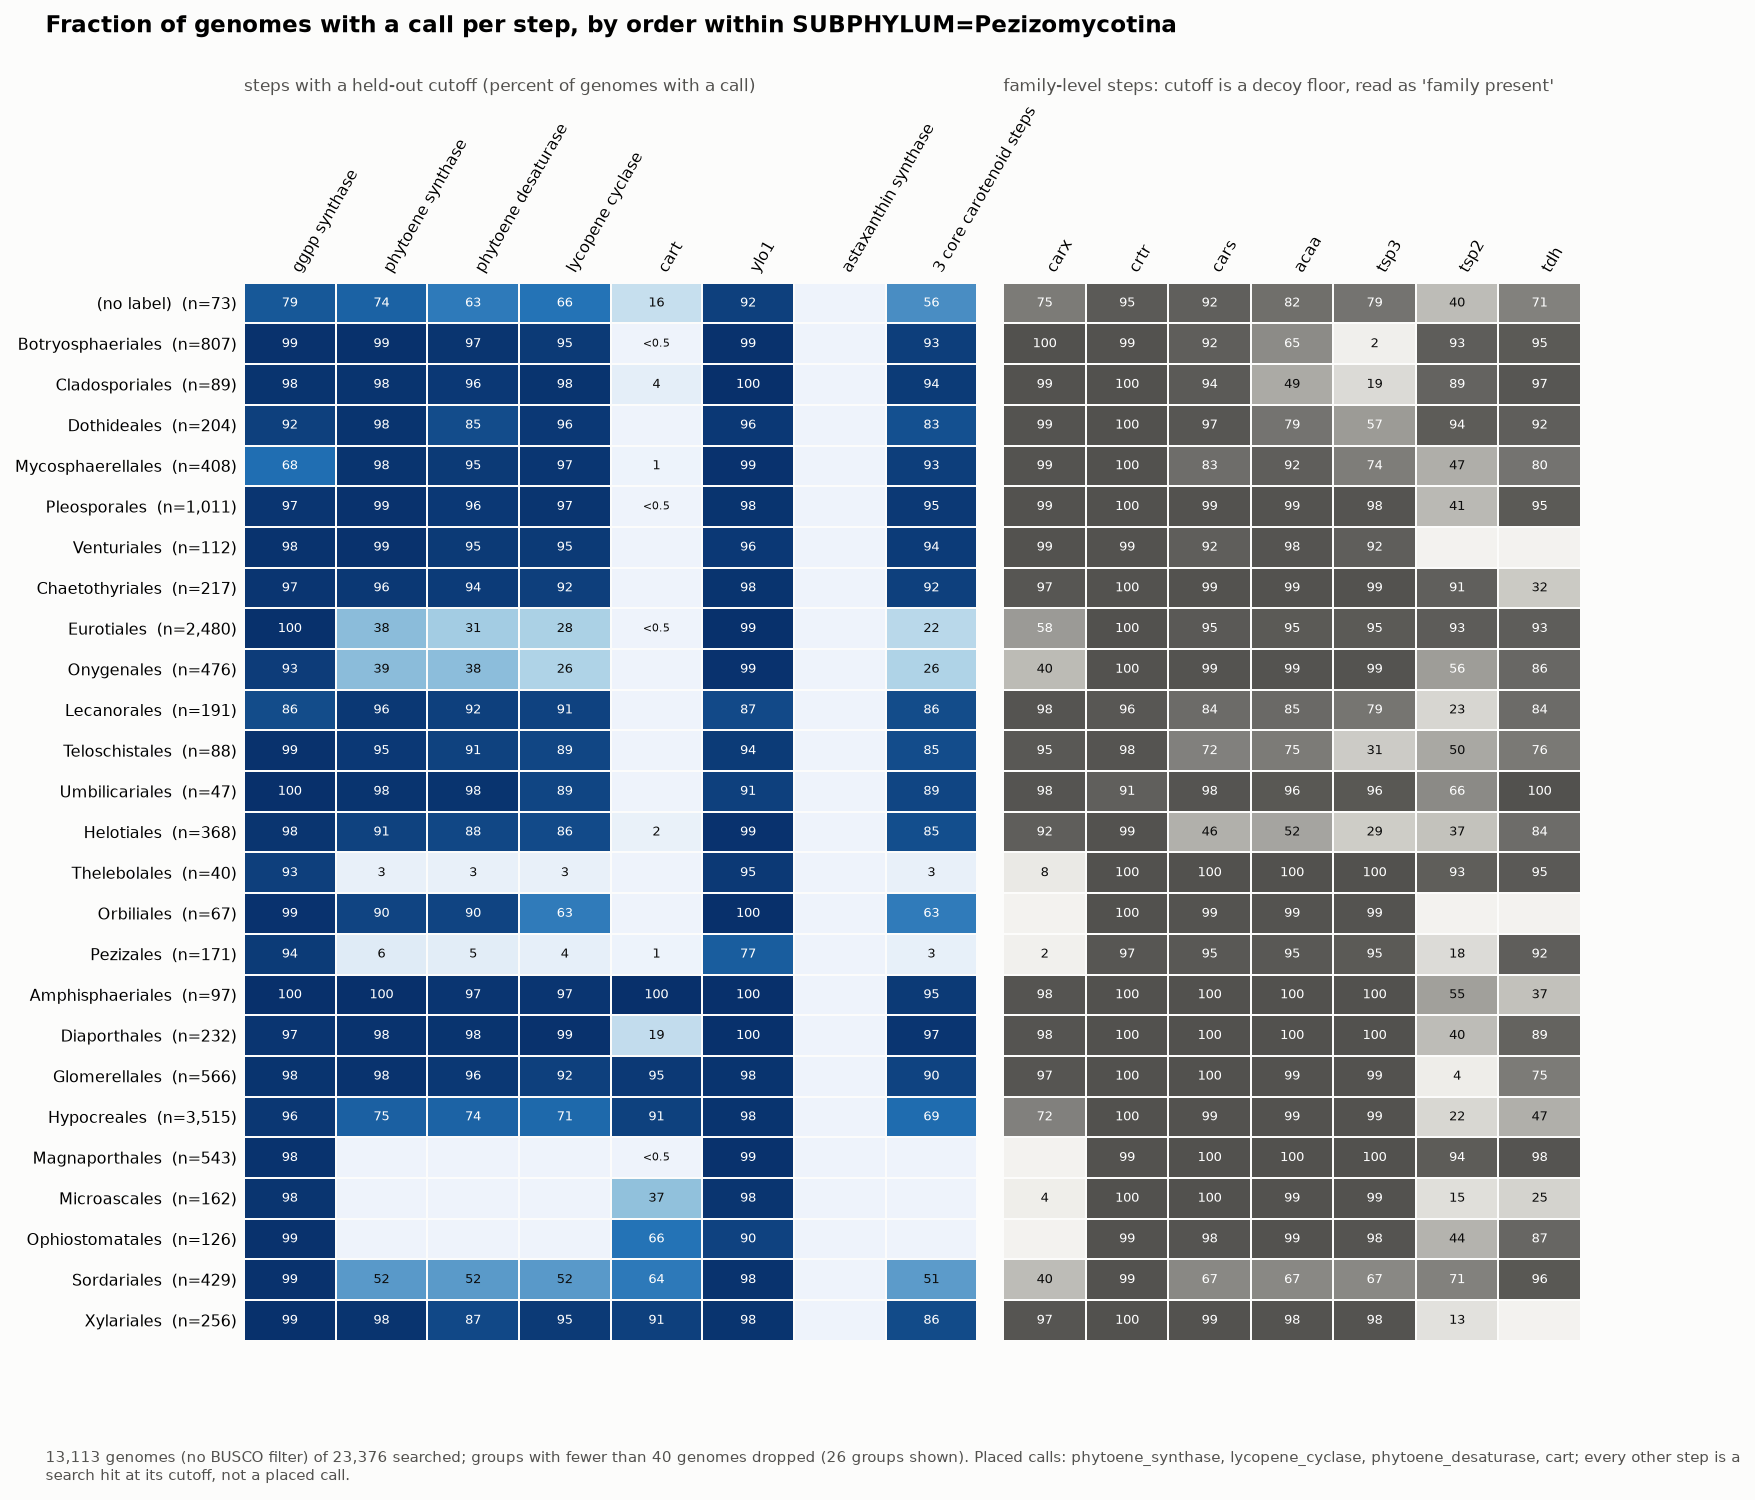 Fraction of genomes with a call per step, by order within SUBPHYLUM=Pezizomycotina
steps with a held-out cutoff (percent of genomes with a call)
family-level steps: cutoff is a decoy floor, read as 'family present'
ggpp synthase
phytoene synthase
phytoene desaturase
lycopene cyclase
cart
ylo1
astaxanthin synthase
3 core carotenoid steps
carx
crtr
cars
acaa
tsp3
tsp2
tdh
(no label) (n=73) 79 74 63 66 16 92 56 75 95 92 82 79 40 71
Botryosphaeriales (n=807) 99 99 97 95 <0.5 99 93 100 99 92 65 2 93 95
Cladosporiales (n=89) 98 98 96 98 4 100 94 99 100 94 49 19 89 97
Dothideales (n=204) 92 98 85 96 96 83 99 100 97 79 57 94 92
Mycosphaerellales (n=408) 68 98 95 97 1 99 93 99 100 83 92 74 47 80
Pleosporales (n=1,011) 97 99 96 97 <0.5 98 95 99 100 99 99 98 41 95
Venturiales (n=112) 98 99 95 95 96 94 99 99 92 98 92
Chaetothyriales (n=217) 97 96 94 92 98 92 97 100 99 99 99 91 32
Eurotiales (n=2,480) 100 38 31 28 <0.5 99 22 58 100 95 95 95 93 93
Onygenales (n=476) 93 39 38 26 99 26 40 100 99 99 99 56 86
Lecanorales (n=191) 86 96 92 91 87 86 98 96 84 85 79 23 84
Teloschistales (n=88) 99 95 91 89 94 85 95 98 72 75 31 50 76
Umbilicariales (n=47) 100 98 98 89 91 89 98 91 98 96 96 66 100
Helotiales (n=368) 98 91 88 86 2 99 85 92 99 46 52 29 37 84
Thelebolales (n=40) 93 3 3 3 95 3 8 100 100 100 100 93 95
Orbiliales (n=67) 99 90 90 63 100 63 100 99 99 99
Pezizales (n=171) 94 6 5 4 1 77 3 2 97 95 95 95 18 92
Amphisphaeriales (n=97) 100 100 97 97 100 100 95 98 100 100 100 100 55 37
Diaporthales (n=232) 97 98 98 99 19 100 97 98 100 100 100 100 40 89
Glomerellales (n=566) 98 98 96 92 95 98 90 97 100 100 99 99 4 75
Hypocreales (n=3,515) 96 75 74 71 91 98 69 72 100 99 99 99 22 47
Magnaporthales (n=543) 98 <0.5 99 99 100 100 100 94 98
Microascales (n=162) 98 37 98 4 100 100 99 99 15 25
Ophiostomatales (n=126) 99 66 90 99 98 99 98 44 87
Sordariales (n=429) 99 52 52 52 64 98 51 40 99 67 67 67 71 96
Xylariales (n=256) 99 98 87 95 91 98 86 97 100 99 98 98 13
13,113 genomes (no BUSCO filter) of 23,376 searched; groups with fewer than 40 genomes dropped (26 groups shown). Placed calls: phytoene_synthase, lycopene_cyclase, phytoene_desaturase, cart; every other step is a
search hit at its cutoff, not a placed call.